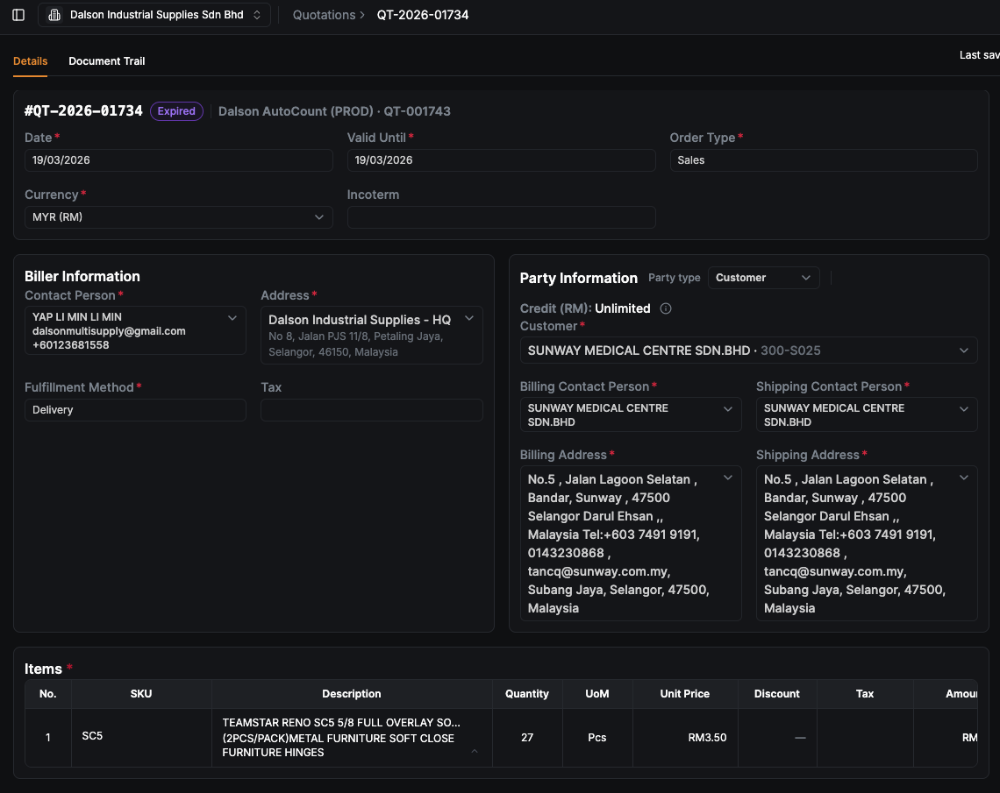 Dalson Industrial Supplies Sdn Bhd
Quotations > QT-2026-01734
Details
Document Trail
Last sav
#QT-2026-01734
Expired
Dalson AutoCount (PROD) · QT-001743
Date*
Valid Until*
Order Type*
19/03/2026
19/03/2026
Sales
Currency*
Incoterm
MYR (RM)
Biller Information
Contact Person*
Address*
YAP LI MIN LI MIN
dalsonmultisupply@gmail.com
+60123681558
Dalson Industrial Supplies - HQ
No 8, Jalan PJS 11/8, Petaling Jaya,
Selangor, 46150, Malaysia
Fulfillment Method*
Tax
Delivery
Party Information
Party type
Customer
Credit (RM): Unlimited
Customer*
SUNWAY MEDICAL CENTRE SDN.BHD · 300-S025
Billing Contact Person*
Shipping Contact Person*
SUNWAY MEDICAL CENTRE
SDN.BHD
SUNWAY MEDICAL CENTRE
SDN.BHD
Billing Address*
Shipping Address*
No.5 , Jalan Lagoon Selatan ,
Bandar, Sunway , 47500
Selangor Darul Ehsan ,,
Malaysia Tel:+603 7491 9191,
0143230868 ,
tancq@sunway.com.my,
Subang Jaya, Selangor, 47500,
Malaysia
No.5 , Jalan Lagoon Selatan ,
Bandar, Sunway , 47500
Selangor Darul Ehsan ,,
Malaysia Tel:+603 7491 9191,
0143230868 ,
tancq@sunway.com.my,
Subang Jaya, Selangor, 47500,
Malaysia
Items *
No.
SKU
Description
Quantity
UoM
Unit Price
Discount
Tax
Amour
1
SC5
TEAMSTAR RENO SC5 5/8 FULL OVERLAY SO...
(2PCS/PACK)METAL FURNITURE SOFT CLOSE
FURNITURE HINGES
27
Pcs
RM3.50
—
RM